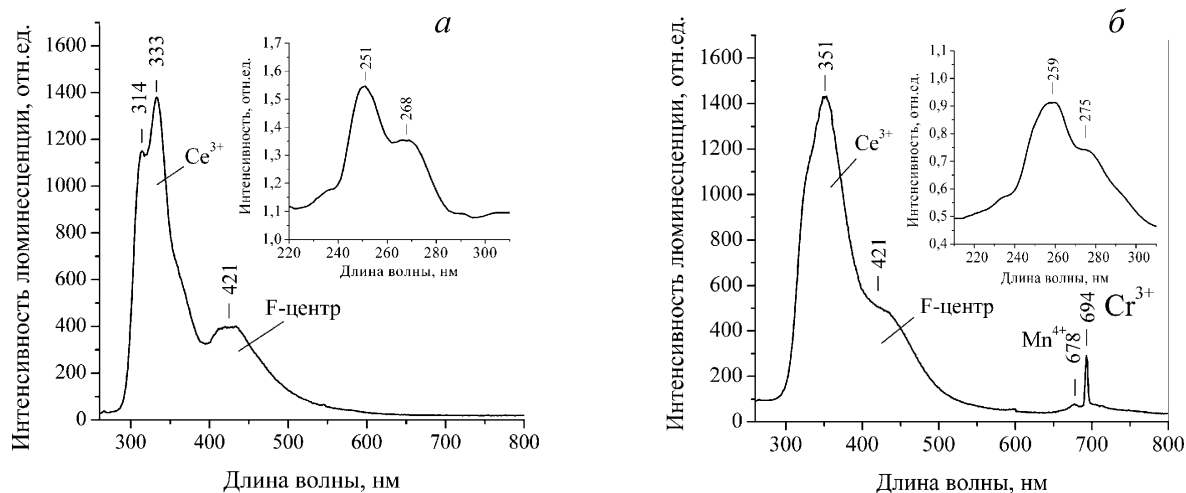 а
Интенсивность люминесценции, отн.ед.
1600
1400
1200
1000
800
600
400
200
0
300 400 500 600 700 800
Длина волны, нм
314
333
Ce3+
421
F-центр
Интенсивность, отн.ед.
1,7
1,6
1,5
1,4
1,3
1,2
1,1
1,0
220 240 260 280 300
Длина волны, нм
251
268
б
Интенсивность люминесценции, отн.ед.
1600
1400
1200
1000
800
600
400
200
0
300 400 500 600 700 800
Длина волны, нм
351
Ce3+
421
F-центр
Mn4+
678
694
Cr3+
Интенсивность, отн.ед.
1,1
1,0
0,9
0,8
0,7
0,6
0,5
0,4
220 240 260 280 300
Длина волны, нм
259
275